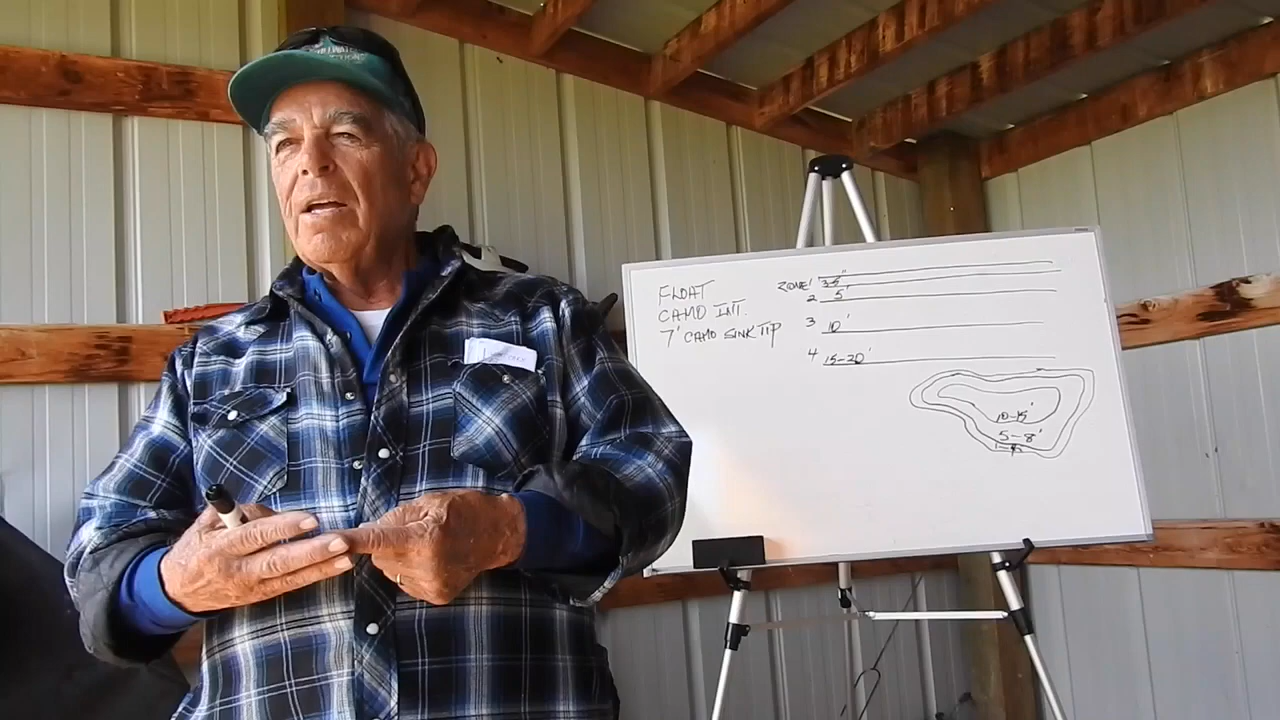 FLOAT
CAMO INT.
7' CAMO SINK TIP
ZONE 1
2 5'
3 10'
4 15-20'
10-15'
5-8'